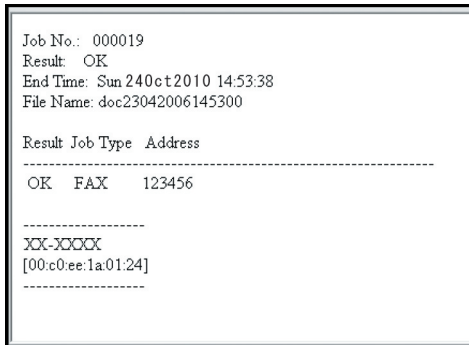 Job No.: 000019
Result: OK
End Time: Sun 24Oct2010 14:53:38
File Name: doc23042006145300
Result Job Type Address
------------------------------------------------------------------
OK FAX 123456
-------------------
XX-XXXX
[00:c0:ee:1a:01:24]
-------------------